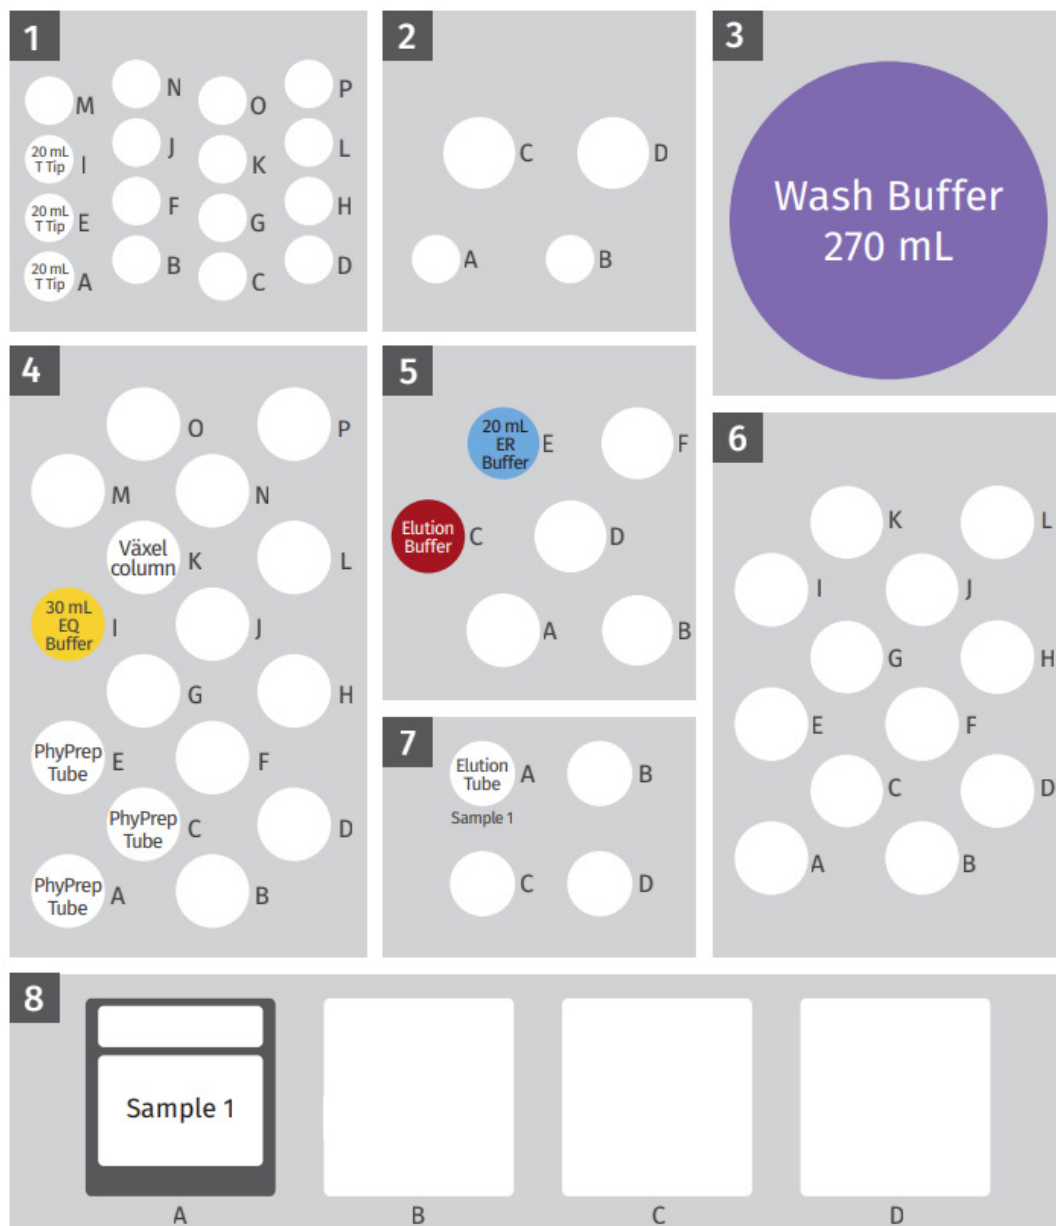 1
N
P
M
O
J
L
20 mL
T Tip
I
K
F
H
20 mL
T Tip
E
G
B
D
20 mL
T Tip
A
C
2
C
D
A
B
3
Wash Buffer
270 mL
4
O
P
M
N
Växel
column
K
L
30 mL
EQ
Buffer
I
J
G
H
PhyPrep
Tube
E
F
PhyPrep
Tube
C
D
PhyPrep
Tube
A
B
5
20 mL
ER
Buffer
E
F
Elution
Buffer
C
D
A
B
6
K
L
I
J
G
H
E
F
C
D
A
B
7
Elution
Tube
A
B
Sample 1
C
D
8
Sample 1
A
B
C
D